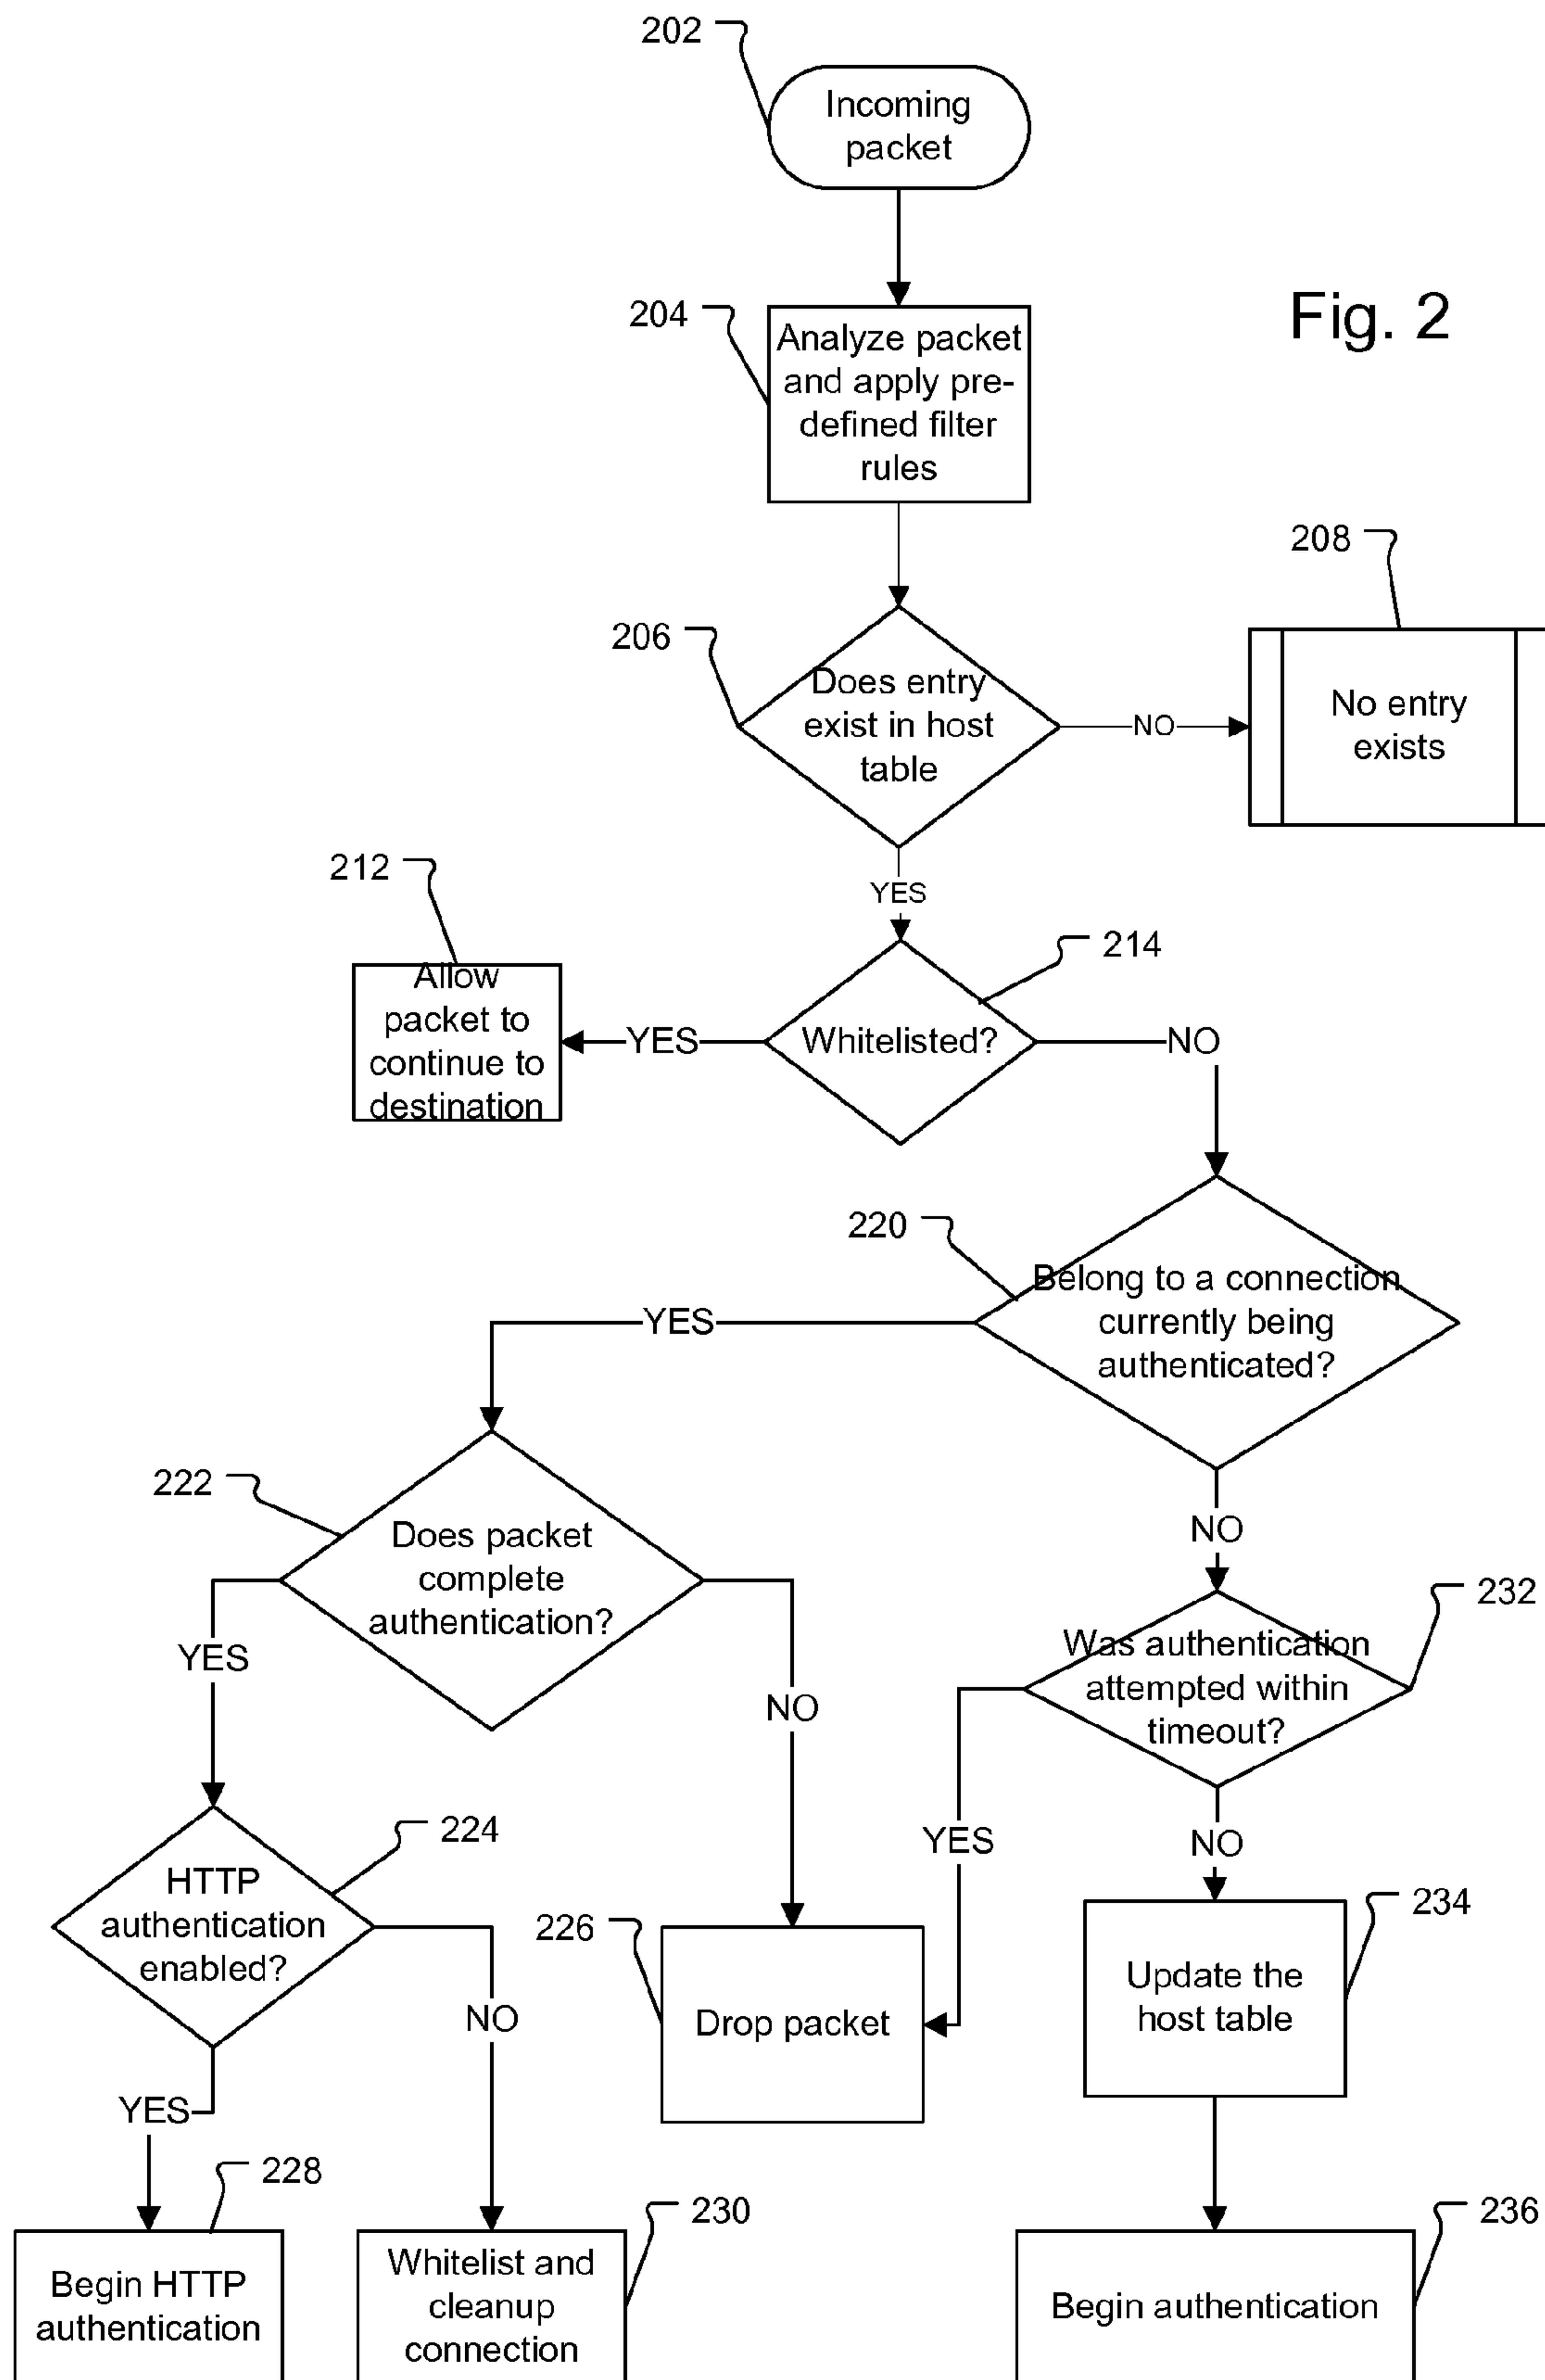 202
Incoming
packet
204
Analyze packet
and apply pre-
defined filter
rules
Fig. 2
206
Does entry
exist in host
table
NO
208
No entry
exists
YES
212
Allow
packet to
continue to
destination
YES
214
Whitelisted?
NO
220
Belong to a connection
currently being
authenticated?
YES
NO
222
Does packet
complete
authentication?
YES
NO
232
Was authentication
attempted within
timeout?
YES
NO
224
HTTP
authentication
enabled?
NO
YES
226
Drop packet
234
Update the
host table
228
Begin HTTP
authentication
230
Whitelist and
cleanup
connection
236
Begin authentication